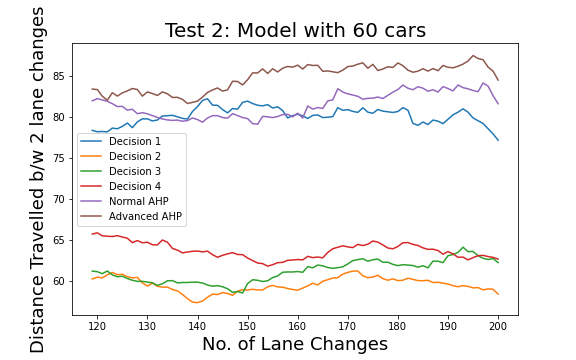 Test 2: Model with 60 cars
Distance Travelled b/w 2 lane changes
85
80
75
70
65
60
Decision 1
Decision 2
Decision 3
Decision 4
Normal AHP
Advanced AHP
120 130 140 150 160 170 180 190 200
No. of Lane Changes